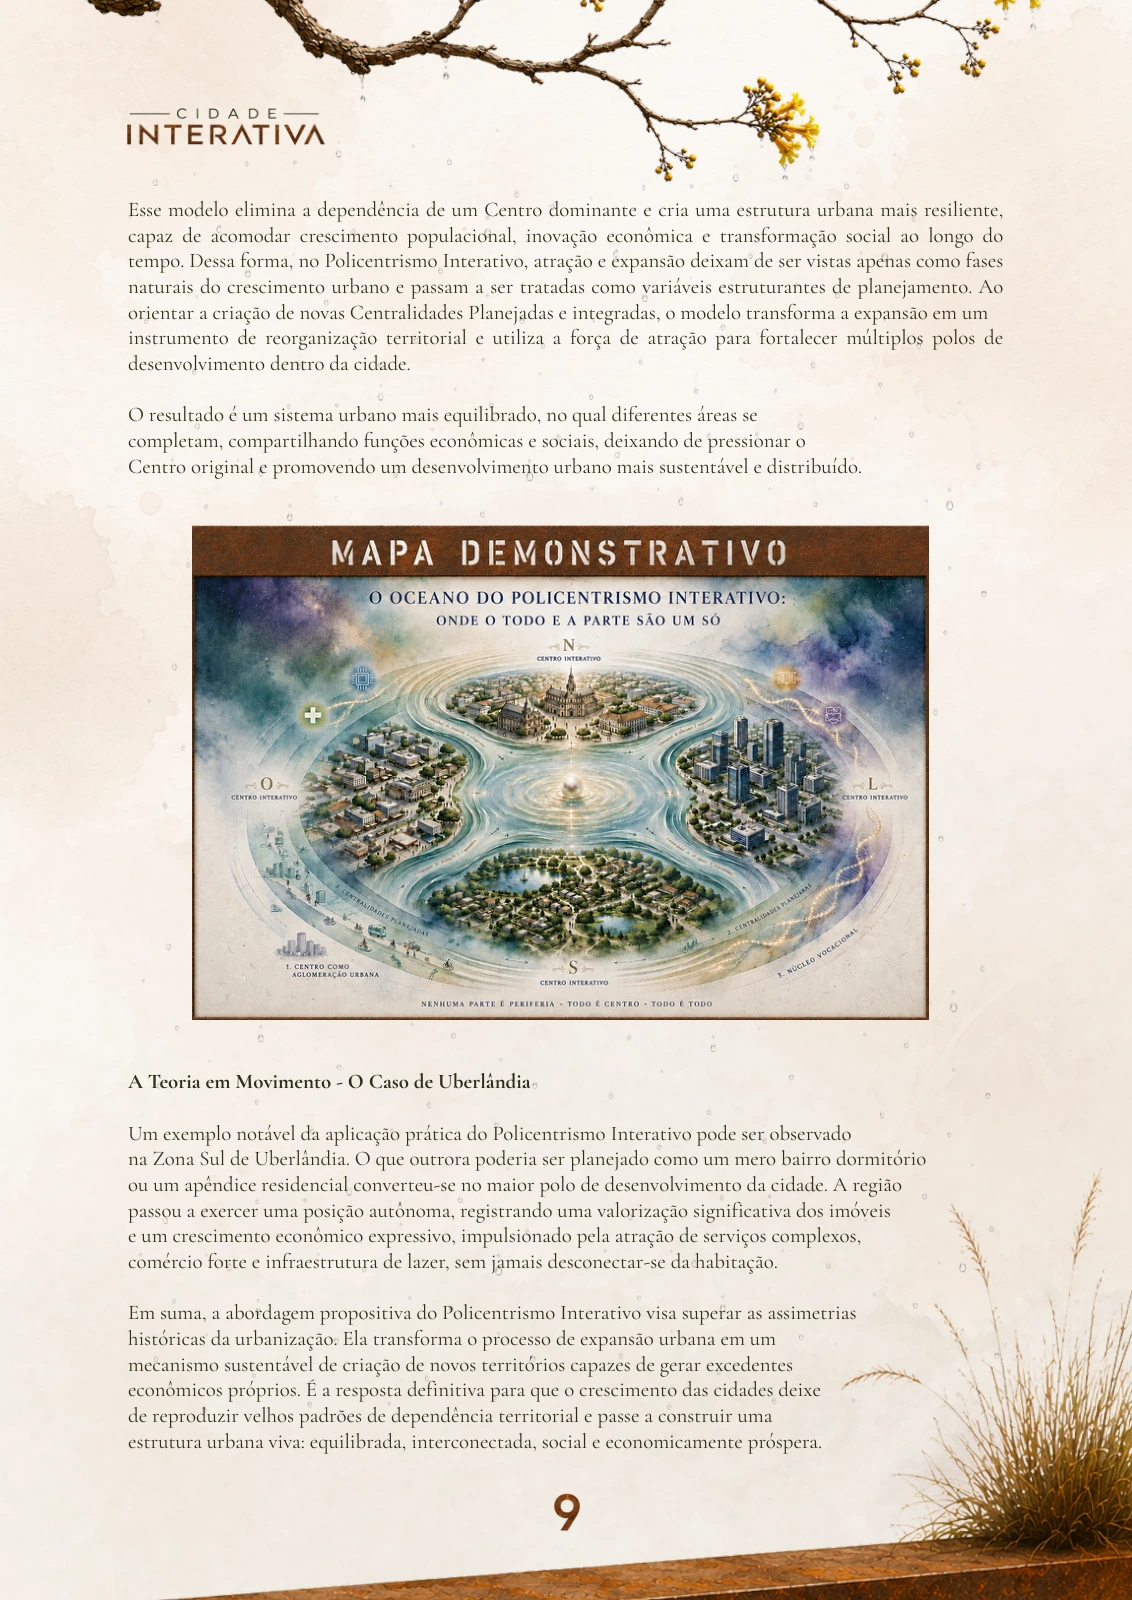 CIDADE
INTERATIVA
Esse modelo elimina a dependência de um Centro dominante e cria uma estrutura urbana mais resiliente,
capaz de acomodar crescimento populacional, inovação econômica e transformação social ao longo do
tempo. Dessa forma, no Policentrismo Interativo, atração e expansão deixam de ser vistas apenas como fases
naturais do crescimento urbano e passam a ser tratadas como variáveis estruturantes de planejamento. Ao
orientar a criação de novas Centralidades Planejadas e integradas, o modelo transforma a expansão em um
instrumento de reorganização territorial e utiliza a força de atração para fortalecer múltiplos polos de
desenvolvimento dentro da cidade.
O resultado é um sistema urbano mais equilibrado, no qual diferentes áreas se
completam, compartilhando funções econômicas e sociais, deixando de pressionar o
Centro original e promovendo um desenvolvimento urbano mais sustentável e distribuído.
MAPA DEMONSTRATIVO
O OCEANO DO POLICENTRISMO INTERATIVO:
ONDE O TODO E A PARTE SÃO UM SÓ
N
CENTRO INTERATIVO
O
CENTRO INTERATIVO
L
CENTRO INTERATIVO
2. CENTRALIDADES PLANEJADAS
2. CENTRALIDADES PLANEJARAS
3. NÚCLEO VOCACIONAL
1. CENTRO COMO
AGLOMERAÇÃO URBANA
S
CENTRO INTERATIVO
NENHUMA PARTE É PERIFERIA - TODO É CENTRO - TODO É TODO
A Teoria em Movimento - O Caso de Uberlândia
Um exemplo notável da aplicação prática do Policentrismo Interativo pode ser observado
na Zona Sul de Uberlândia. O que outrora poderia ser planejado como um mero bairro dormitório
ou um apêndice residencial converteu-se no maior polo de desenvolvimento da cidade. A região
passou a exercer uma posição autônoma, registrando uma valorização significativa dos imóveis
e um crescimento econômico expressivo, impulsionado pela atração de serviços complexos,
comércio forte e infraestrutura de lazer, sem jamais desconectar-se da habitação.
Em suma, a abordagem propositiva do Policentrismo Interativo visa superar as assimetrias
históricas da urbanização. Ela transforma o processo de expansão urbana em um
mecanismo sustentável de criação de novos territórios capazes de gerar excedentes
econômicos próprios. É a resposta definitiva para que o crescimento das cidades deixe
de reproduzir velhos padrões de dependência territorial e passe a construir uma
estrutura urbana viva: equilibrada, interconectada, social e economicamente próspera.
9